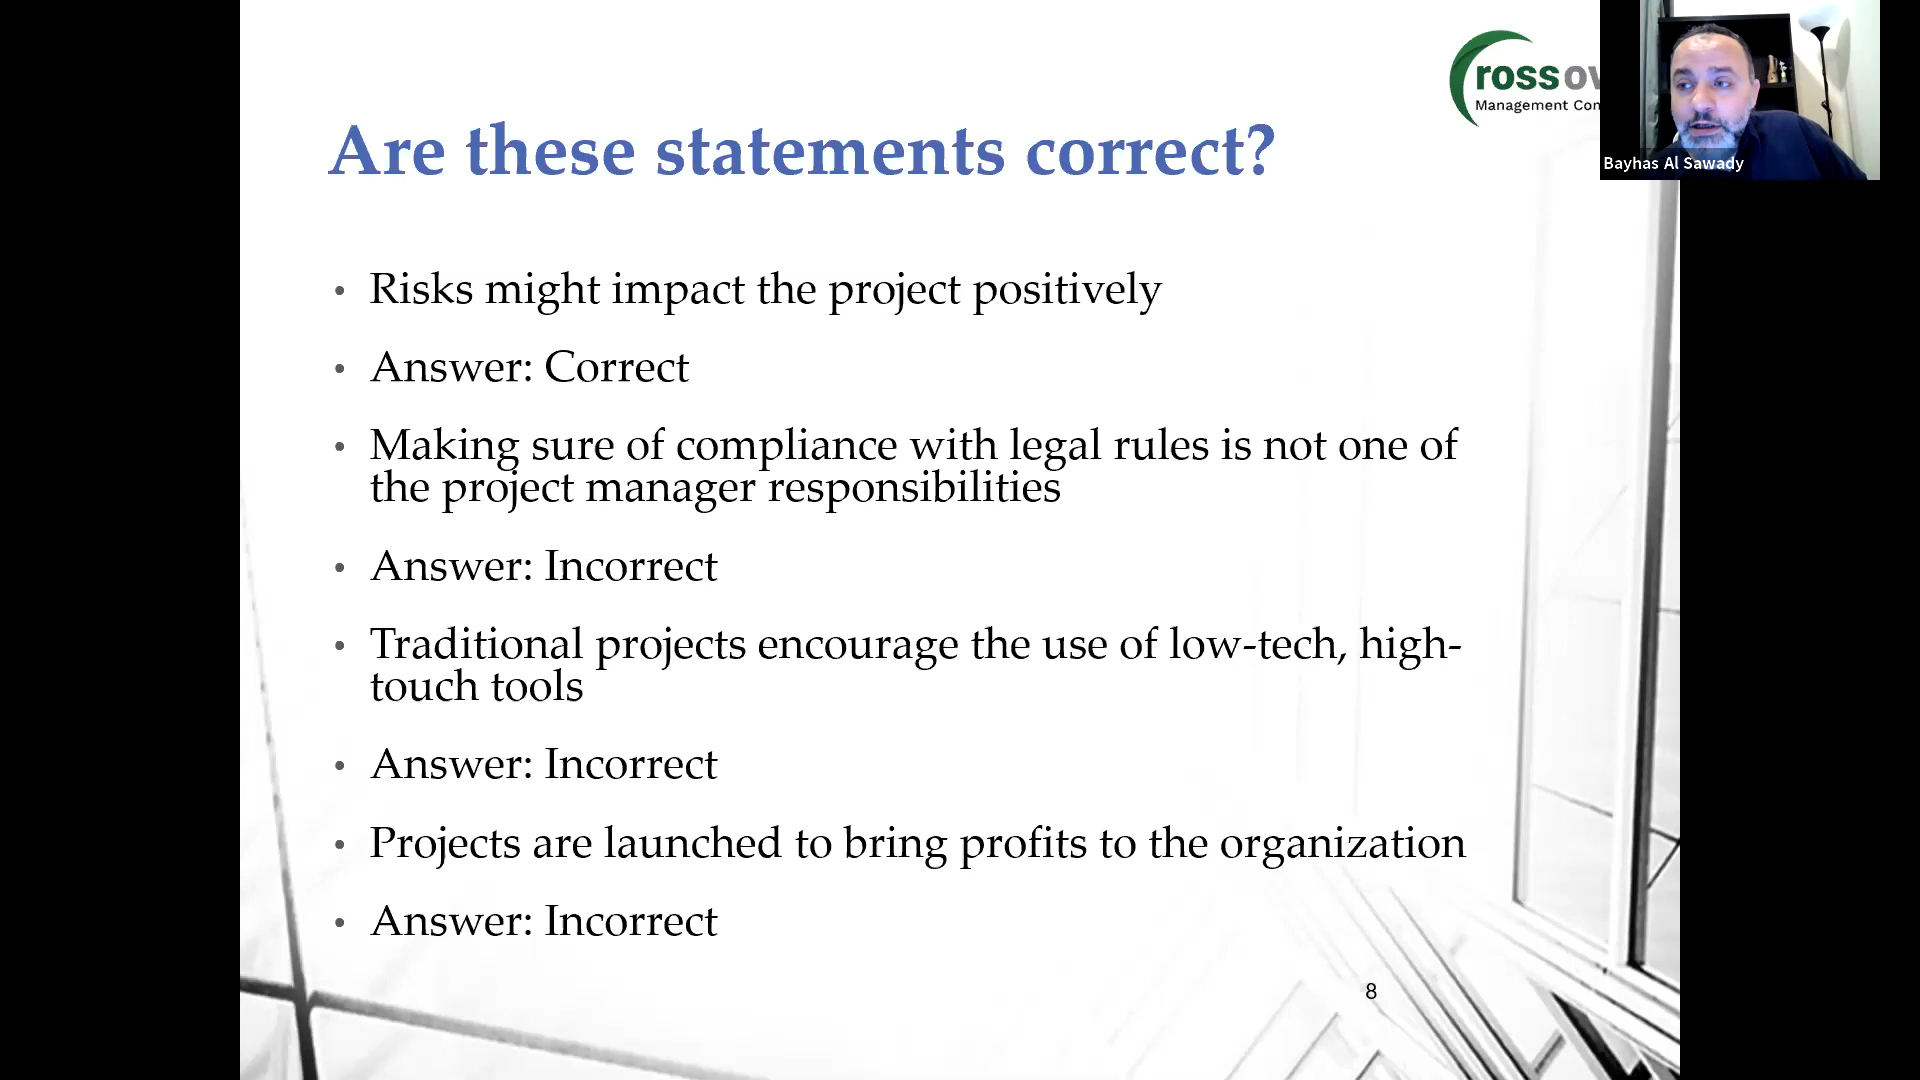 ross ov
Management Con
Bayhas Al Sawady
Are these statements correct?
• Risks might impact the project positively
• Answer: Correct
• Making sure of compliance with legal rules is not one of
the project manager responsibilities
• Answer: Incorrect
• Traditional projects encourage the use of low-tech, high-
touch tools
• Answer: Incorrect
• Projects are launched to bring profits to the organization
• Answer: Incorrect
8